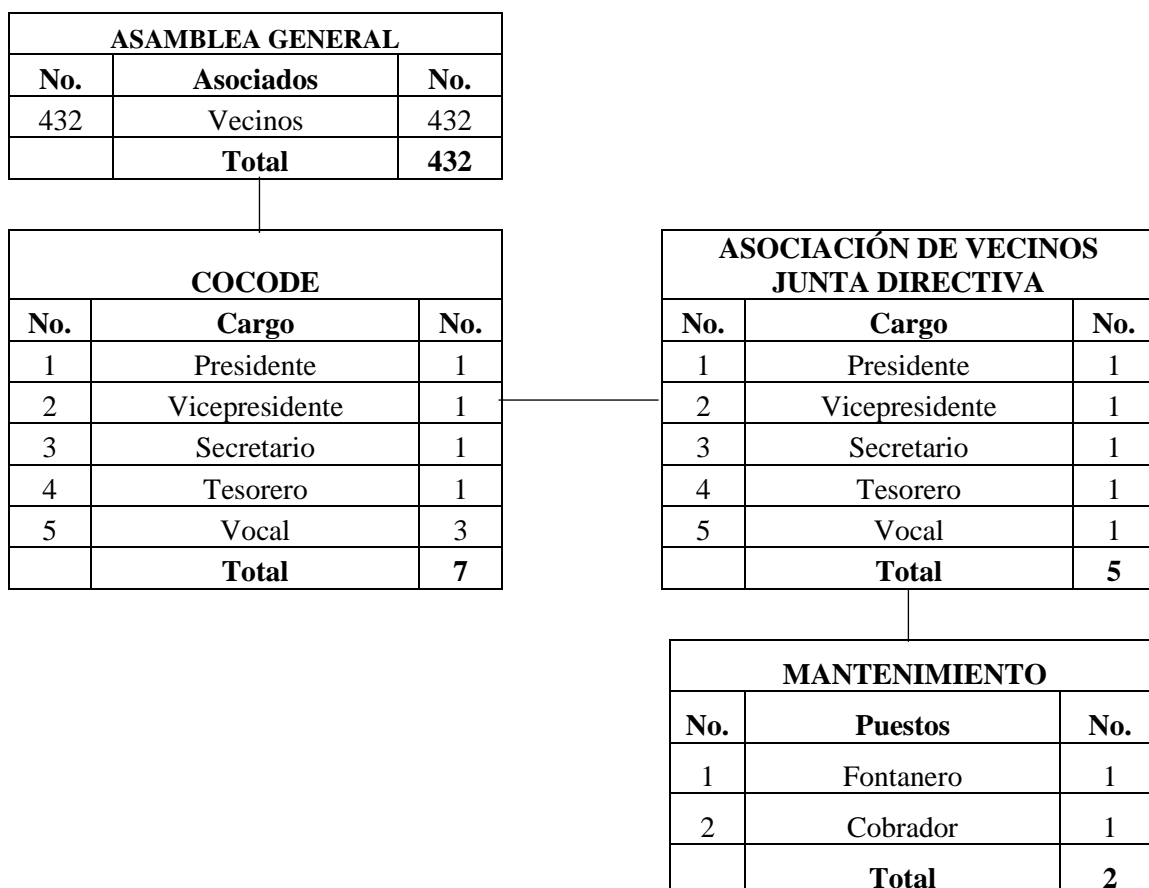 ASAMBLEA GENERAL
No. Asociados No.
432 Vecinos 432
Total 432
COCODE
No. Cargo No.
1 Presidente 1
2 Vicepresidente 1
3 Secretario 1
4 Tesorero 1
5 Vocal 3
Total 7
ASOCIACIÓN DE VECINOS
JUNTA DIRECTIVA
No. Cargo No.
1 Presidente 1
2 Vicepresidente 1
3 Secretario 1
4 Tesorero 1
5 Vocal 1
Total 5
MANTENIMIENTO
No. Puestos No.
1 Fontanero 1
2 Cobrador 1
Total 2